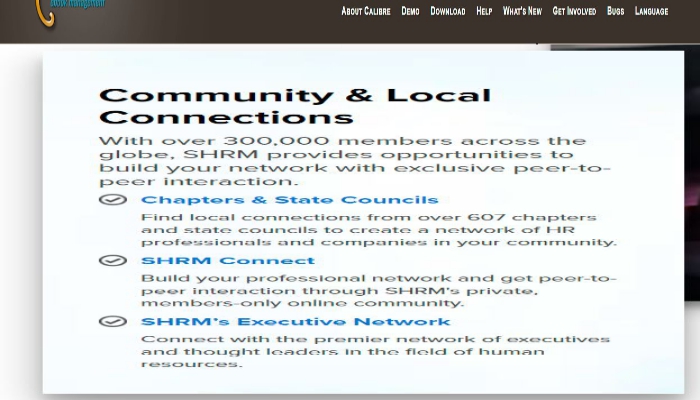 ebook management
About Calibre Demo Download Help What's New Get Involved Bugs Language
Community & Local
Connections
With over 300,000 members across the
globe, SHRM provides opportunities to
build your network with exclusive peer-to-
peer interaction.
Chapters & State Councils
Find local connections from over 607 chapters
and state councils to create a network of HR
professionals and companies in your community.
SHRM Connect
Build your professional network and get peer-to-
peer interaction through SHRM's private,
members-only online community.
SHRM's Executive Network
Connect with the premier network of executives
and thought leaders in the field of human
resources.